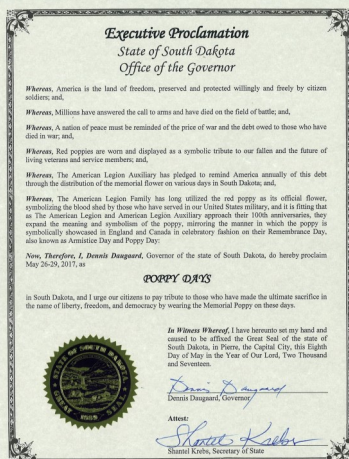 Executive Proclamation
State of South Dakota
Office of the Governor
Whereas, America is the land of freedom, preserved and protected willingly and freely by citizen
soldiers; and,
Whereas, Millions have answered the call to arms and have died on the field of battle; and,
Whereas, A nation of peace must be reminded of the price of war and the debt owed to those who have
died in war; and,
Whereas, Red poppies are worn and displayed as a symbolic tribute to our fallen and the future of
living veterans and service members; and,
Whereas, The American Legion Auxiliary has pledged to remind America annually of this debt
through the distribution of the memorial flower on various days in South Dakota; and,
Whereas, The American Legion Family has long utilized the red poppy as its official flower,
symbolizing the blood shed by those who have served in our United States military, and it is fitting that
as The American Legion and American Legion Auxiliary approach their 100th anniversaries, they
expand the meaning and symbolism of the poppy, mirroring the manner in which the poppy is
symbolically showcased in England and Canada in celebratory fashion on their Remembrance Day,
also known as Armistice Day and Poppy Day:
Now, Therefore, I, Dennis Daugaard, Governor of the state of South Dakota, do hereby proclaim
May 26-29, 2017, as
POPPY DAYS
in South Dakota, and I urge our citizens to pay tribute to those who have made the ultimate sacrifice in
the name of liberty, freedom, and democracy by wearing the Memorial Poppy on these days.
In Witness Whereof, I have hereunto set my hand and
caused to be affixed the Great Seal of the state of
South Dakota, in Pierre, the Capital City, this Eighth
Day of May in the Year of Our Lord, Two Thousand
and Seventeen.
Dennis Daugaard
Dennis Daugaard, Governor
Attest:
Shantel Krebs
Shantel Krebs, Secretary of State
STATE OF SOUTH DAKOTA
GREAT SEAL
1889